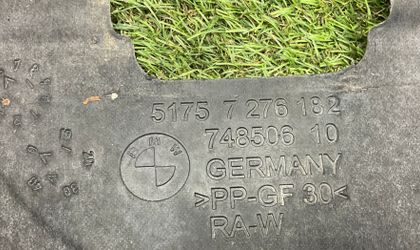 5175 7 276 182
748506 10
BMW
GERMANY
>PP-GF 30<
RA-W